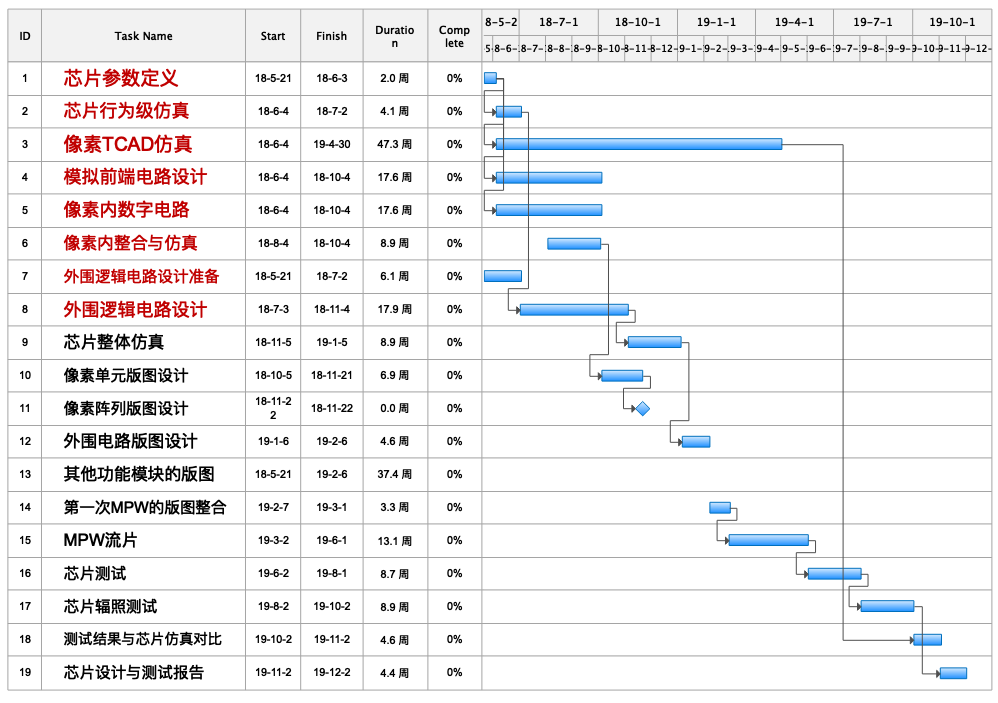 ID Task Name Start Finish Duratio Comp 8-5-2 18-7-1 18-10-1 19-1-1 19-4-1 19-7-1 19-10-1
n lete
1 芯片参数定义 18-5-21 18-6-3 2.0 周 0%
2 芯片行为级仿真 18-6-4 18-7-2 4.1 周 0%
3 像素TCAD仿真 18-6-4 19-4-30 47.3 周 0%
4 模拟前端电路设计 18-6-4 18-10-4 17.6 周 0%
5 像素内数字电路 18-6-4 18-10-4 17.6 周 0%
6 像素内整合与仿真 18-8-4 18-10-4 8.9 周 0%
7 外围逻辑电路设计准备 18-5-21 18-7-2 6.1 周 0%
8 外围逻辑电路设计 18-7-3 18-11-4 17.9 周 0%
9 芯片整体仿真 18-11-5 19-1-5 8.9 周 0%
10 像素单元版图设计 18-10-5 18-11-21 6.9 周 0%
11 像素阵列版图设计 18-11-2 18-11-22 0.0 周 0%
2
12 外围电路版图设计 19-1-6 19-2-6 4.6 周 0%
13 其他功能模块的版图 18-5-21 19-2-6 37.4 周 0%
14 第一次MPW的版图整合 19-2-7 19-3-1 3.3 周 0%
15 MPW流片 19-3-2 19-6-1 13.1 周 0%
16 芯片测试 19-6-2 19-8-1 8.7 周 0%
17 芯片辐照测试 19-8-2 19-10-2 8.9 周 0%
18 测试结果与芯片仿真对比 19-10-2 19-11-2 4.6 周 0%
19 芯片设计与测试报告 19-11-2 19-12-2 4.4 周 0%